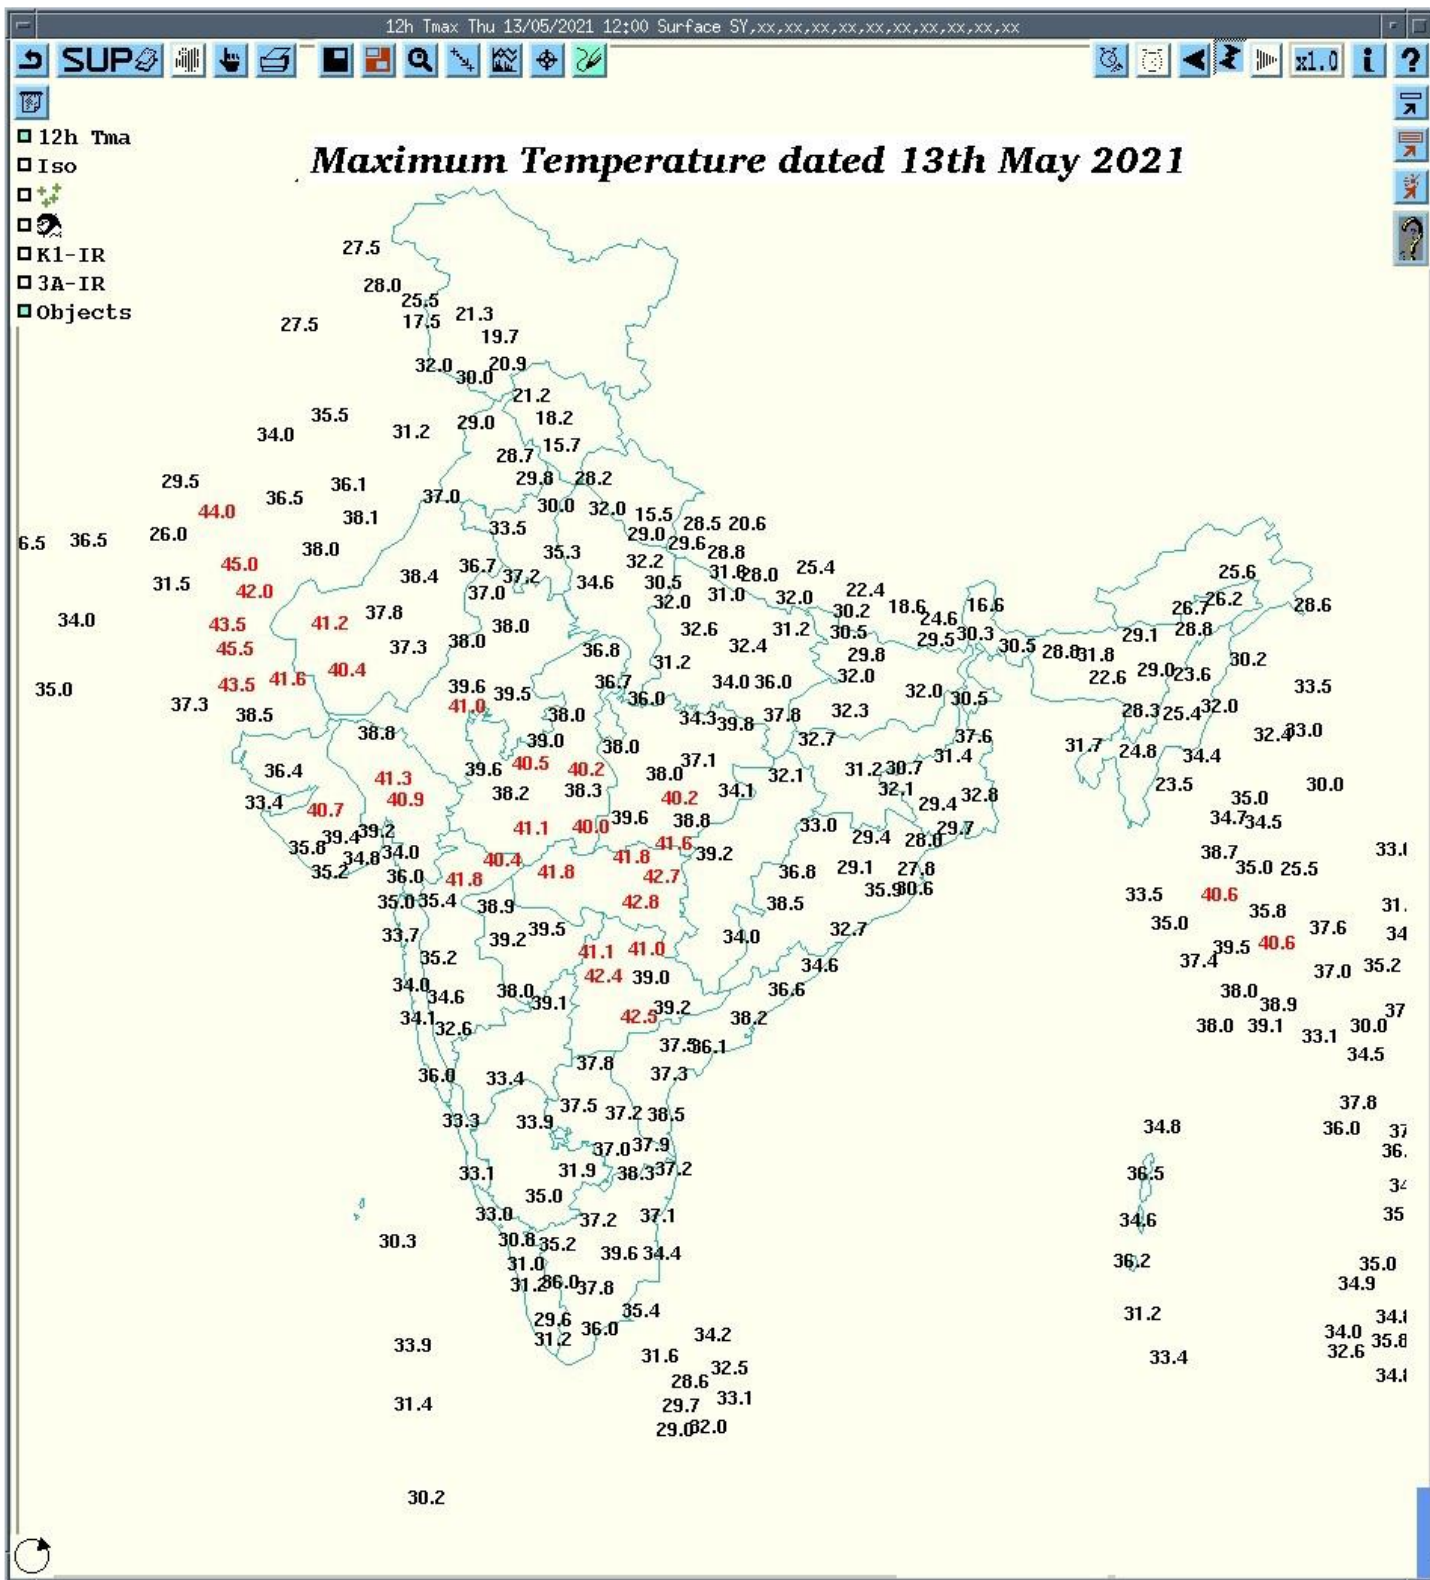 12h Tmax Thu 13/05/2021 12:00 Surface SY,xx,xx,xx,xx,xx,xx,xx,xx,xx,xx
SUP x1.0 i ?
12h Tma
Iso
K1-IR
3A-IR
Objects
Maximum Temperature dated 13th May 2021
27.5
28.0
25.5
27.5 17.5 21.3
19.7
32.0 30.0 20.9
21.2
35.5 18.2
34.0 31.2 29.0
15.7
28.7
29.5 36.1 29.8 28.2
36.5 37.0
44.0 38.1 30.0 32.0 15.5
33.5 28.5 20.6
26.0 29.0
6.5 36.5 38.0 35.3 29.6 28.8
45.0 36.7 32.2 25.4
38.4 37.2 31.8 28.0 25.6
31.5 42.0 37.0 34.6 30.5 31.0 32.0 22.4
32.0 30.2 18.6 16.6 26.7 26.2 28.6
34.0 43.5 41.2 37.8 38.0 24.6
32.6 31.2 30.5 29.5 30.3 29.1 28.8
45.5 37.3 38.0 36.8 32.4 29.8 30.5 28.8 31.8
41.6 40.4 31.2 32.0 22.6 29.0 23.6 30.2
35.0 43.5 39.6 39.5 36.7 34.0 36.0 32.0 33.5
37.3 38.5 41.0 38.0 36.0 34.3 39.8 37.8 32.3 30.5 28.3 25.4 32.0
38.8 39.0 38.0 32.7 37.6 31.7 24.8 32.4 33.0
36.4 39.6 40.5 40.2 37.1 31.2 30.7 31.4 34.4
41.3 38.0 32.1 23.5 30.0
33.4 40.9 38.2 38.3 40.2 34.1 32.1 29.4 32.8 35.0
40.7 39.6 38.8 34.7 34.5
39.4 39.2 41.1 40.0 33.0 29.4 28.0 29.7
35.8 34.8 34.0 40.4 41.8 41.6 39.2 38.7
35.2 36.0 41.8 41.8 42.7 36.8 29.1 27.8 35.0 25.5
35.0 35.4 38.9 42.8 38.5 35.9 30.6 33.5 40.6
33.7 39.2 39.5 34.0 32.7 35.0 35.8 37.6
35.2 41.1 41.0 39.5 40.6
34.0 42.4 39.0 34.6 37.4 37.0 35.2
34.6 38.0 39.1 36.6 38.0
34.1 32.6 42.5 39.2 38.2 38.9
37.5 36.1 38.0 39.1 33.1 30.0
36.0 33.4 37.8 37.3 34.5
33.3 33.9 37.5 37.2 38.5 37.8
37.0 37.9 34.8 36.0
33.1 31.9 38.3 37.2 36.5
35.0
33.0 37.2 37.1 34.6
30.3 30.8 35.2 39.6 34.4
31.0 36.2 35.0
31.2 36.0 37.8 34.9
29.6 35.4 31.2
33.9 31.2 36.0 34.2 34.0 35.8
31.6 32.5 33.4 32.6
28.6
31.4 29.7 33.1
29.0 32.0
30.2